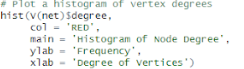 # Plot a histogram of vertex degrees
hist(V(net)$degree,
col = 'RED',
main = 'Histogram of Node Degree',
ylab = 'Frequency',
xlab = 'Degree of Vertices')